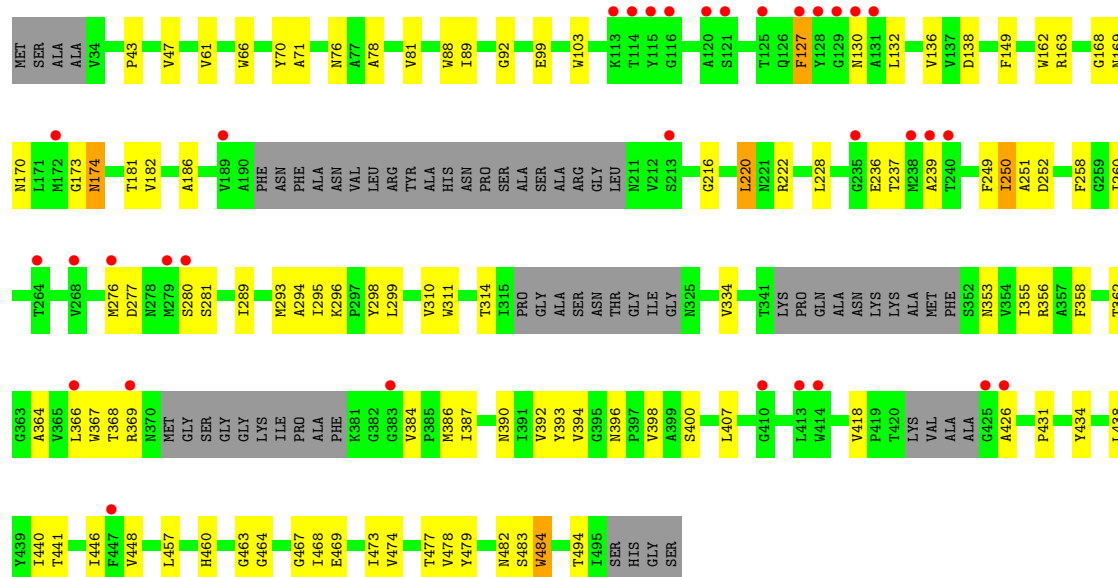 MET SER ALA ALA V34 P43 V47 V61 W66 Y70 A71 N76 A77 A78 V81 W88 I89 G92 E99 W103 K113 T114 Y115 G116 A120 S121 T125 Q126 F127 Y128 G129 N130 A131 L132 V136 V137 D138 F149 W162 R163 G168 N169
N170 L171 M172 G173 N174 T181 V182 A186 V189 A190 PHE ASN PHE ALA ASN VAL LEU ARG TYR ALA HIS ASN PRO SER ALA SER ALA ARG GLY LEU N211 V212 S213 G216 L220 N221 R222 L228 G235 E236 T237 M238 A239 T240 F249 I250 A251 D252 F258 G259 I260
T264 V268 M276 D277 N278 M279 S280 S281 I289 M293 A294 I295 K296 P297 Y298 L299 V310 W311 T314 I315 PRO GLY ALA SER ASN THR GLY ILE GLY N325 V334 T341 LYS PRO GLN ALA ASN LYS LYS ALA MET PHE S352 N353 V354 I355 R356 A357 F358 T362
G363 A364 V365 L366 W367 T368 R369 N370 MET GLY SER GLY GLY LYS ILE PRO ALA PHE K381 G382 G383 V384 P385 M386 I387 N390 I391 V392 Y393 V394 G395 N396 P397 V398 A399 S400 L407 G410 L413 W414 V418 P419 T420 LYS VAL ALA ALA G425 A426 P431 Y434 L438
Y439 I440 T441 I446 F447 V448 L457 H460 G463 G464 G467 I468 E469 I473 V474 T477 V478 Y479 N482 S483 W484 T494 I495 SER HIS GLY SER